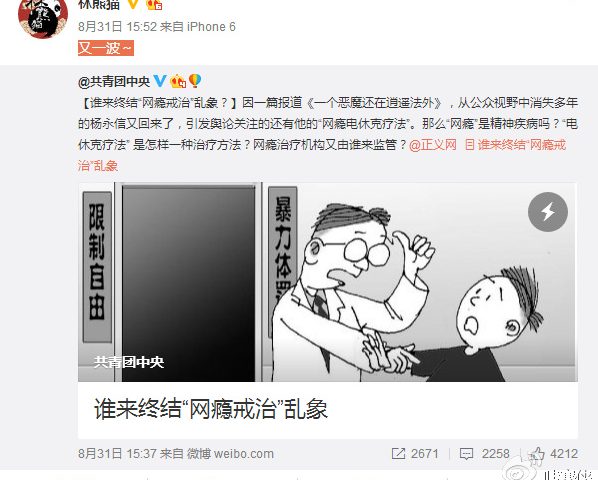 林熊猫
8月31日 15:52 来自 iPhone 6
又一波~
@共青团中央
【谁来终结“网瘾戒治”乱象？】因一篇报道《一个恶魔还在逍遥法外》，从公众视野中消失多年
的杨永信又回来了，引发舆论关注的还有他的“网瘾电休克疗法”。那么“网瘾”是精神疾病吗？“电
休克疗法” 是怎样一种治疗方法？网瘾治疗机构又由谁来监管？@正义网 谁来终结“网瘾戒
治”乱象
限制自由
暴力体罚
共青团中央
谁来终结“网瘾戒治”乱象
8月31日 15:37 来自 微博 weibo.com
2671
2258
4212